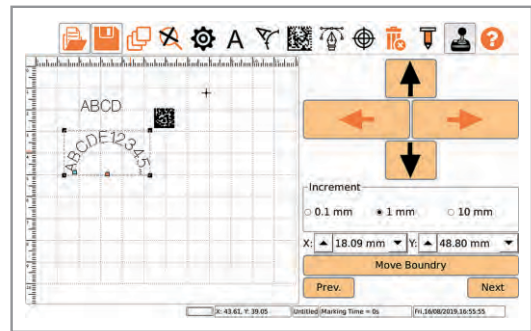 A
?
ABCD
ABCDE12345
Increment
0.1 mm
1 mm
10 mm
X: 18.09 mm Y: 48.80 mm
Move Boundry
Prev. Next
X: 43.61, Y: 39.05 Untitled Marking Time = 0s Fri,16/08/2019,16:55:55